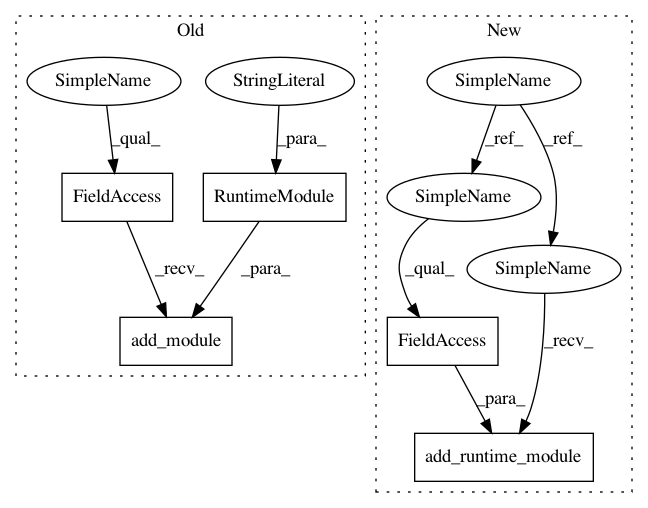 Old
New
SimpleName
StringLiteral
SimpleName
_qual_
_para_
_ref_
_ref_
FieldAccess
RuntimeModule
SimpleName
_recv_
_para_
_qual_
SimpleName
add_module
FieldAccess
_recv_
_para_
add_runtime_module